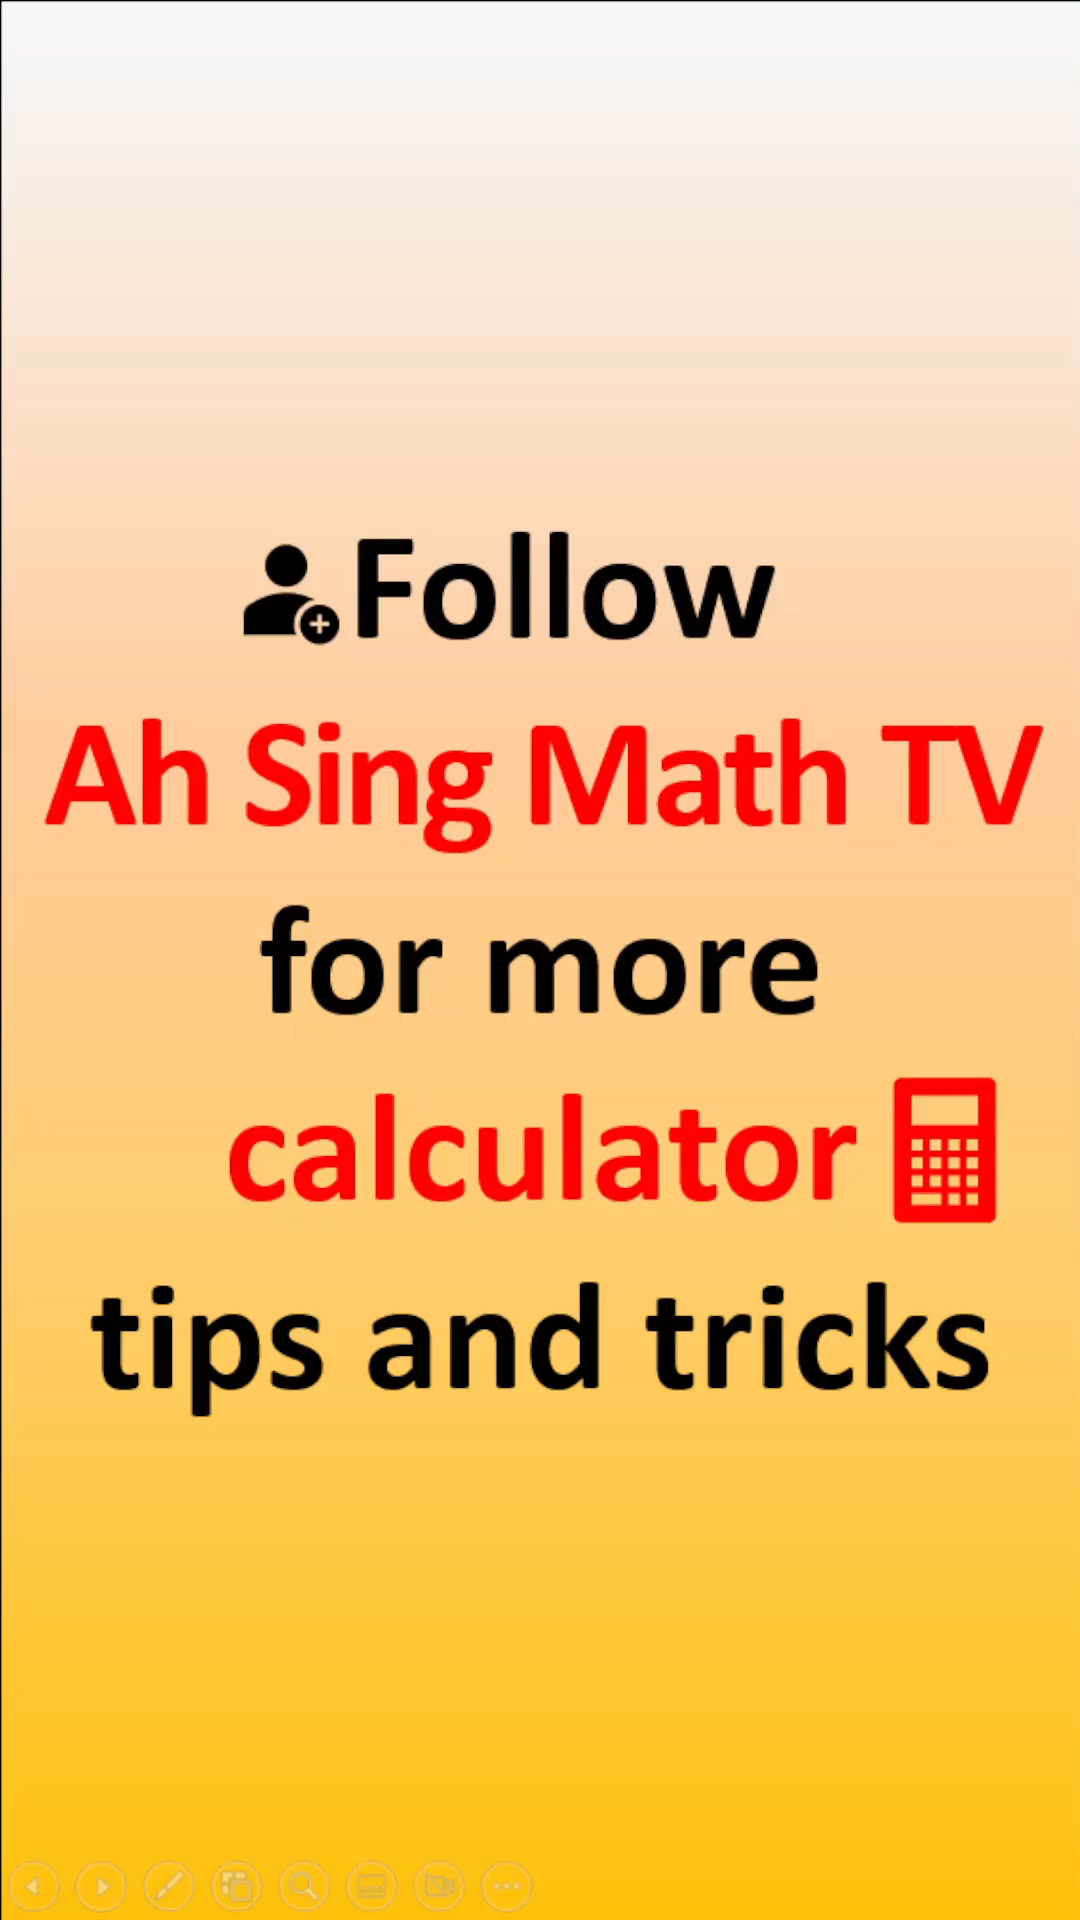 Follow
Ah Sing Math TV
for more
calculator
tips and tricks